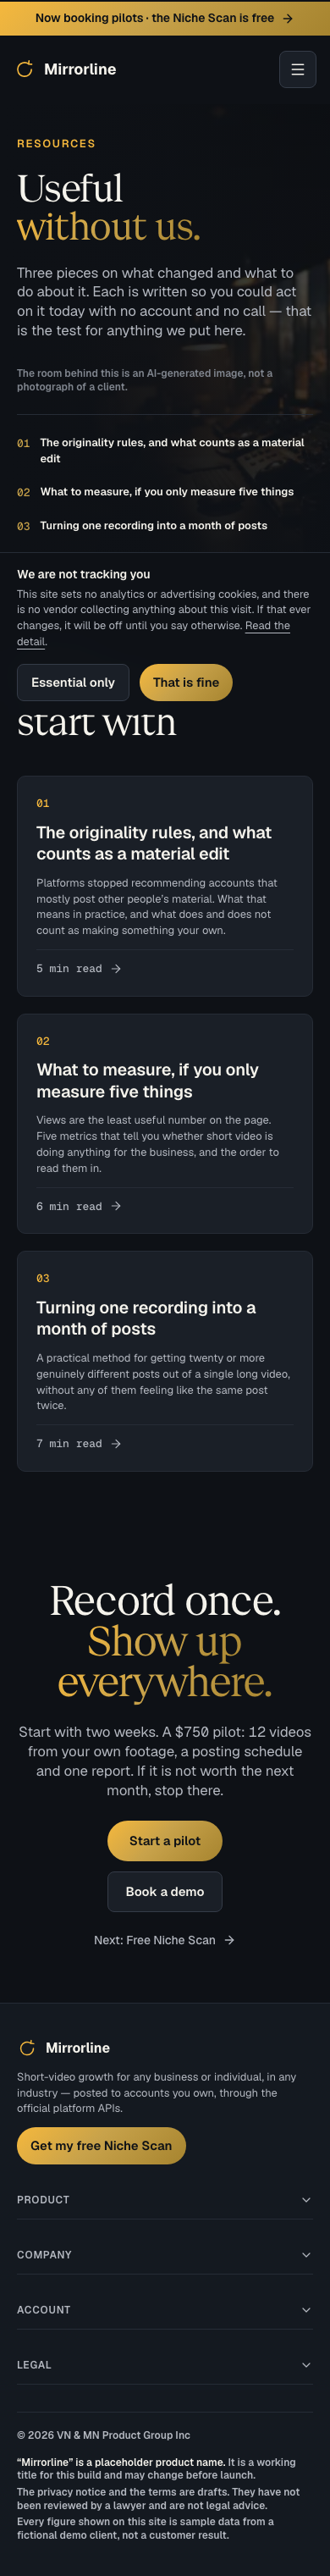 Now booking pilots · the Niche Scan is free →
Mirrorline
RESOURCES
Useful
without us.
Three pieces on what changed and what to
do about it. Each is written so you could act
on it today with no account and no call — that
is the test for anything we put here.
The room behind this is an AI-generated image, not a
photograph of a client.
01 The originality rules, and what counts as a material
edit
02 What to measure, if you only measure five things
03 Turning one recording into a month of posts
We are not tracking you
This site sets no analytics or advertising cookies, and there
is no vendor collecting anything about this visit. If that ever
changes, it will be off until you say otherwise. Read the
detail.
Essential only That is fine
start with
01
The originality rules, and what
counts as a material edit
Platforms stopped recommending accounts that
mostly post other people's material. What that
means in practice, and what does and does not
count as making something your own.
5 min read →
02
What to measure, if you only
measure five things
Views are the least useful number on the page.
Five metrics that tell you whether short video is
doing anything for the business, and the order to
read them in.
6 min read →
03
Turning one recording into a
month of posts
A practical method for getting twenty or more
genuinely different posts out of a single long video,
without any of them feeling like the same post
twice.
7 min read →
Record once.
Show up
everywhere.
Start with two weeks. A $750 pilot: 12 videos
from your own footage, a posting schedule
and one report. If it is not worth the next
month, stop there.
Start a pilot
Book a demo
Next: Free Niche Scan →
Mirrorline
Short-video growth for any business or individual, in any
industry — posted to accounts you own, through the
official platform APIs.
Get my free Niche Scan
PRODUCT
COMPANY
ACCOUNT
LEGAL
© 2026 VN & MN Product Group Inc
“Mirrorline” is a placeholder product name. It is a working
title for this build and may change before launch.
The privacy notice and the terms are drafts. They have not
been reviewed by a lawyer and are not legal advice.
Every figure shown on this site is sample data from a
fictional demo client, not a customer result.